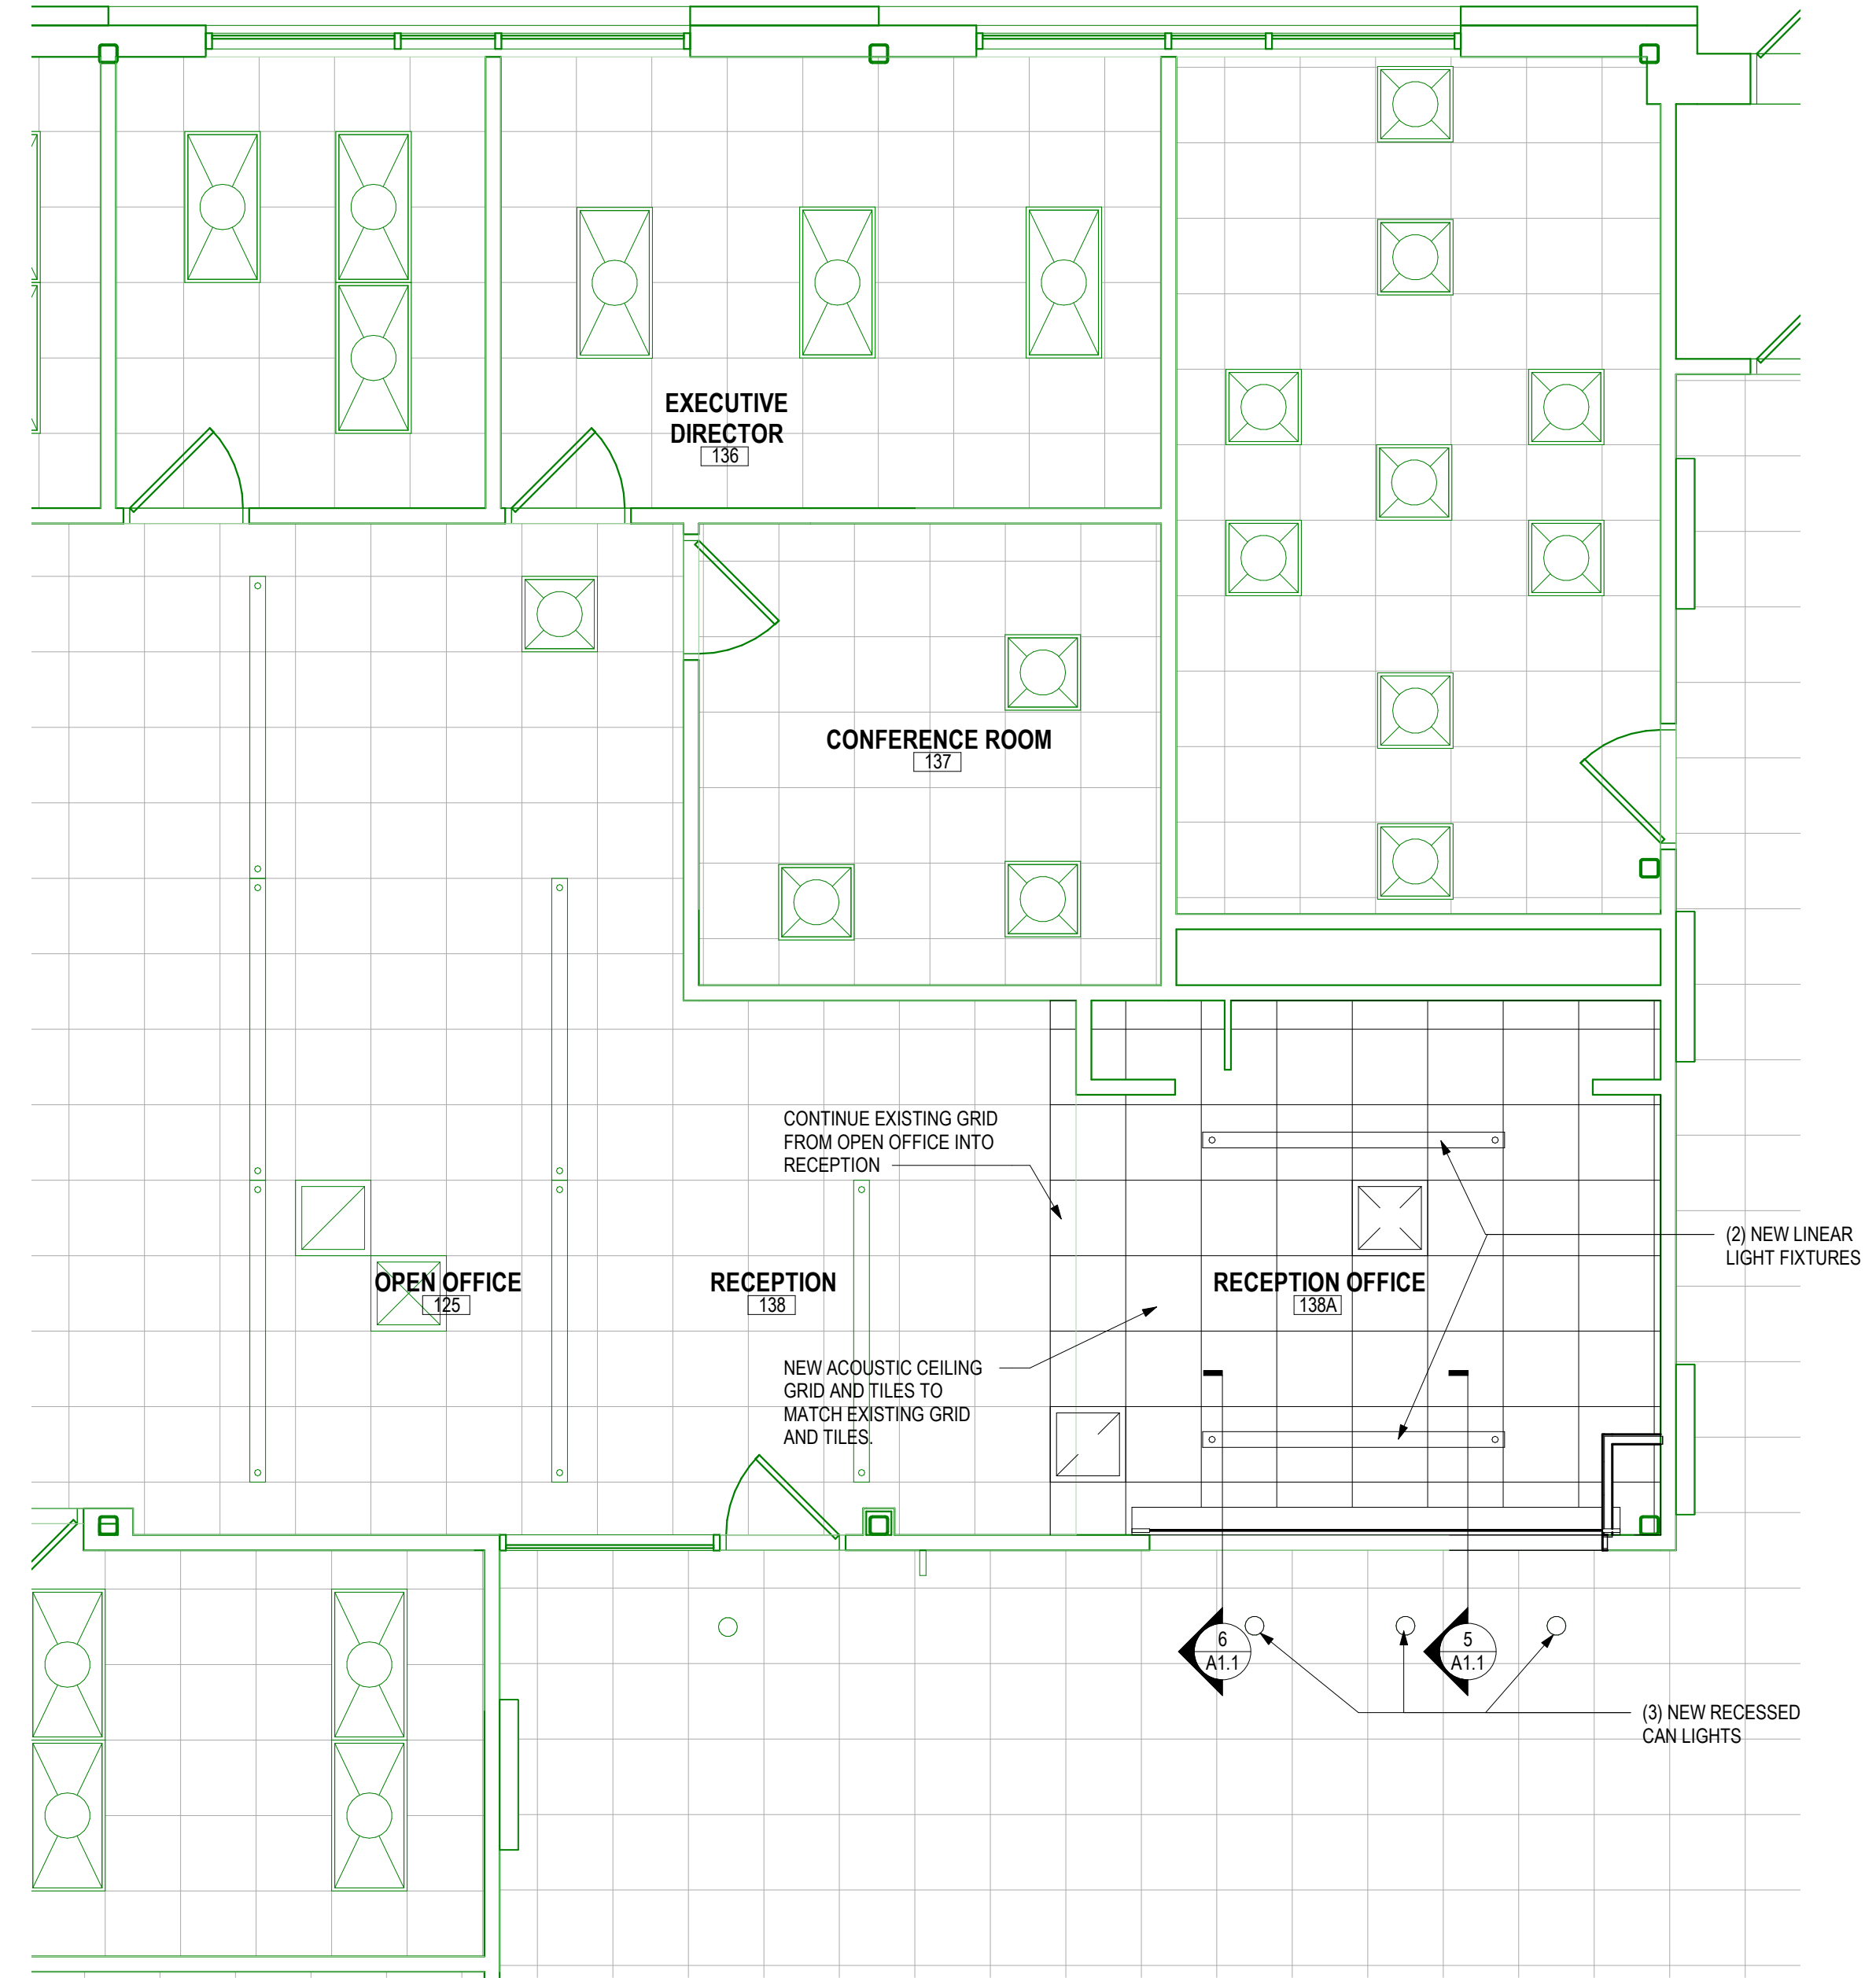 EXECUTIVE
DIRECTOR
136
CONFERENCE ROOM
137
CONTINUE EXISTING GRID
FROM OPEN OFFICE INTO
RECEPTION
(2) NEW LINEAR
LIGHT FIXTURES
OPEN OFFICE
125
RECEPTION
138
RECEPTION OFFICE
138A
NEW ACOUSTIC CEILING
GRID AND TILES TO
MATCH EXISTING GRID
AND TILES.
6
A1.1
5
A1.1
(3) NEW RECESSED
CAN LIGHTS